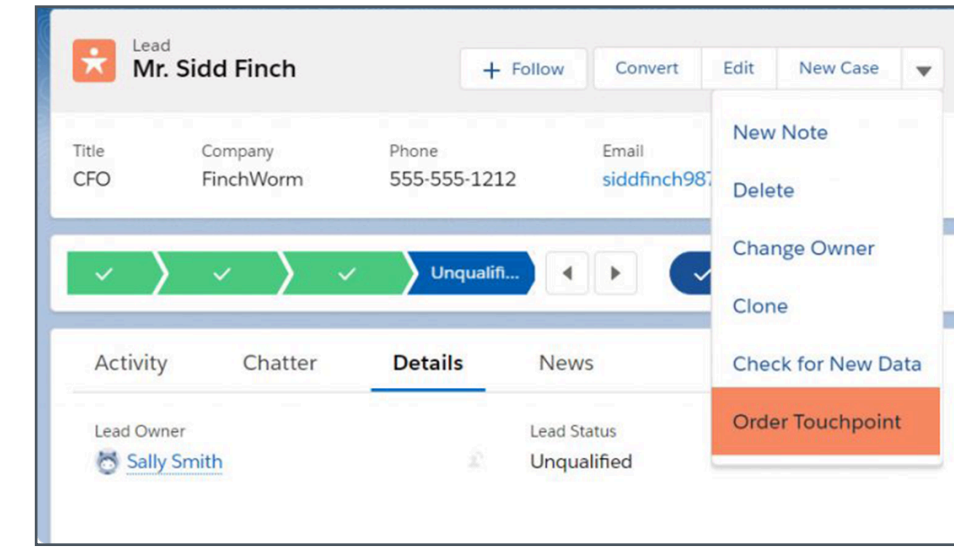 Lead
Mr. Sidd Finch
+ Follow
Convert
Edit
New Case
Title
CFO
Company
FinchWorm
Phone
555-555-1212
Email
siddfinch987
New Note
Delete
Change Owner
Clone
Check for New Data
Order Touchpoint
Unqualifi...
Activity
Chatter
Details
News
Lead Owner
Sally Smith
Lead Status
Unqualified